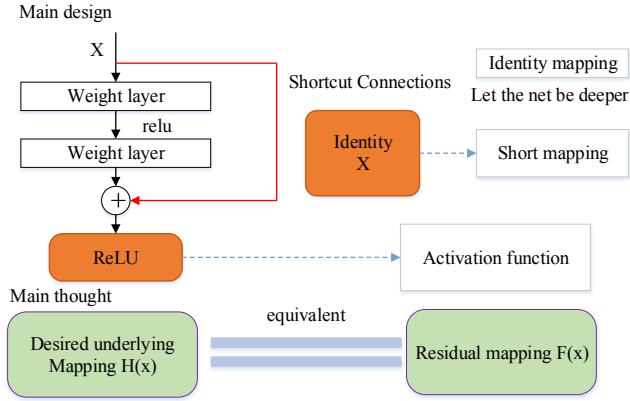 Main design
X
Weight layer
relu
Weight layer
+
ReLU
Shortcut Connections
Identity
X
Identity mapping
Let the net be deeper
Short mapping
Activation function
Main thought
Desired underlying
Mapping H(x)
equivalent
Residual mapping F(x)